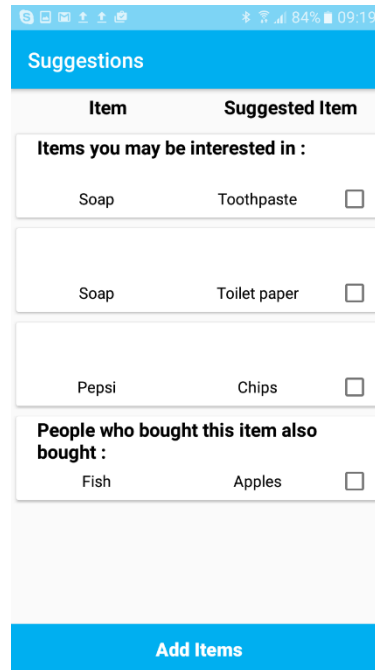 84% 09:19
Suggestions
Item Suggested Item
Items you may be interested in :
Soap Toothpaste
Soap Toilet paper
Pepsi Chips
People who bought this item also
bought :
Fish Apples
Add Items